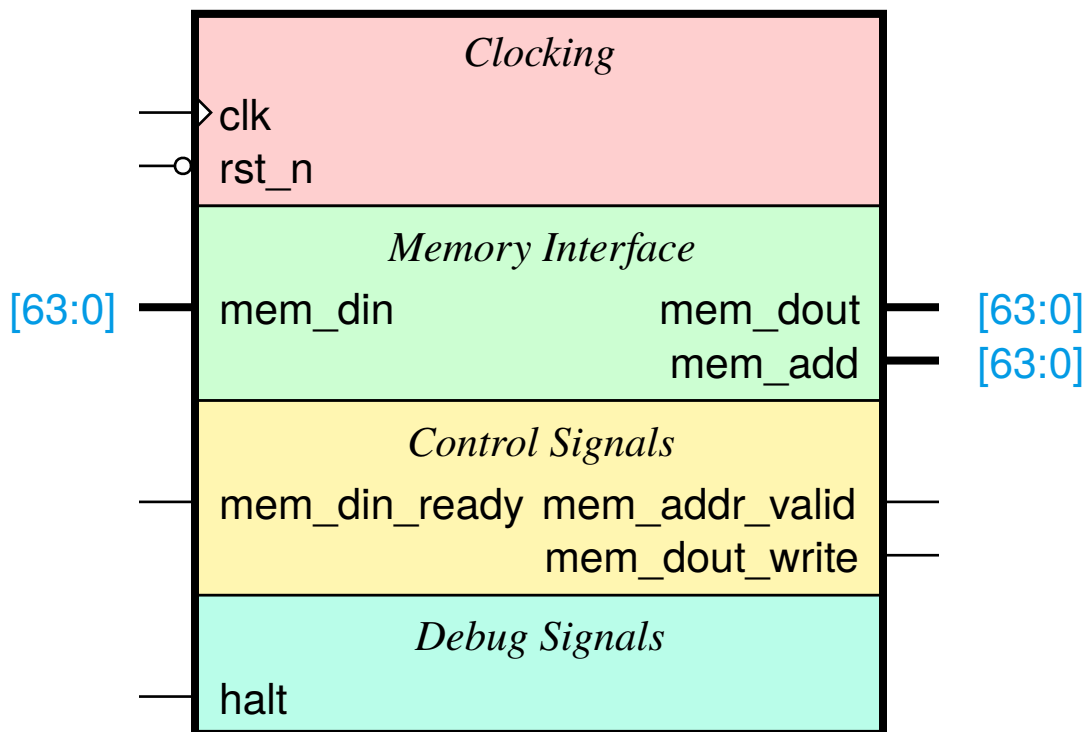 Clocking
clk
rst_n
Memory Interface
[63:0] mem_din mem_dout [63:0]
mem_add [63:0]
Control Signals
mem_din_ready mem_addr_valid
mem_dout_write
Debug Signals
halt